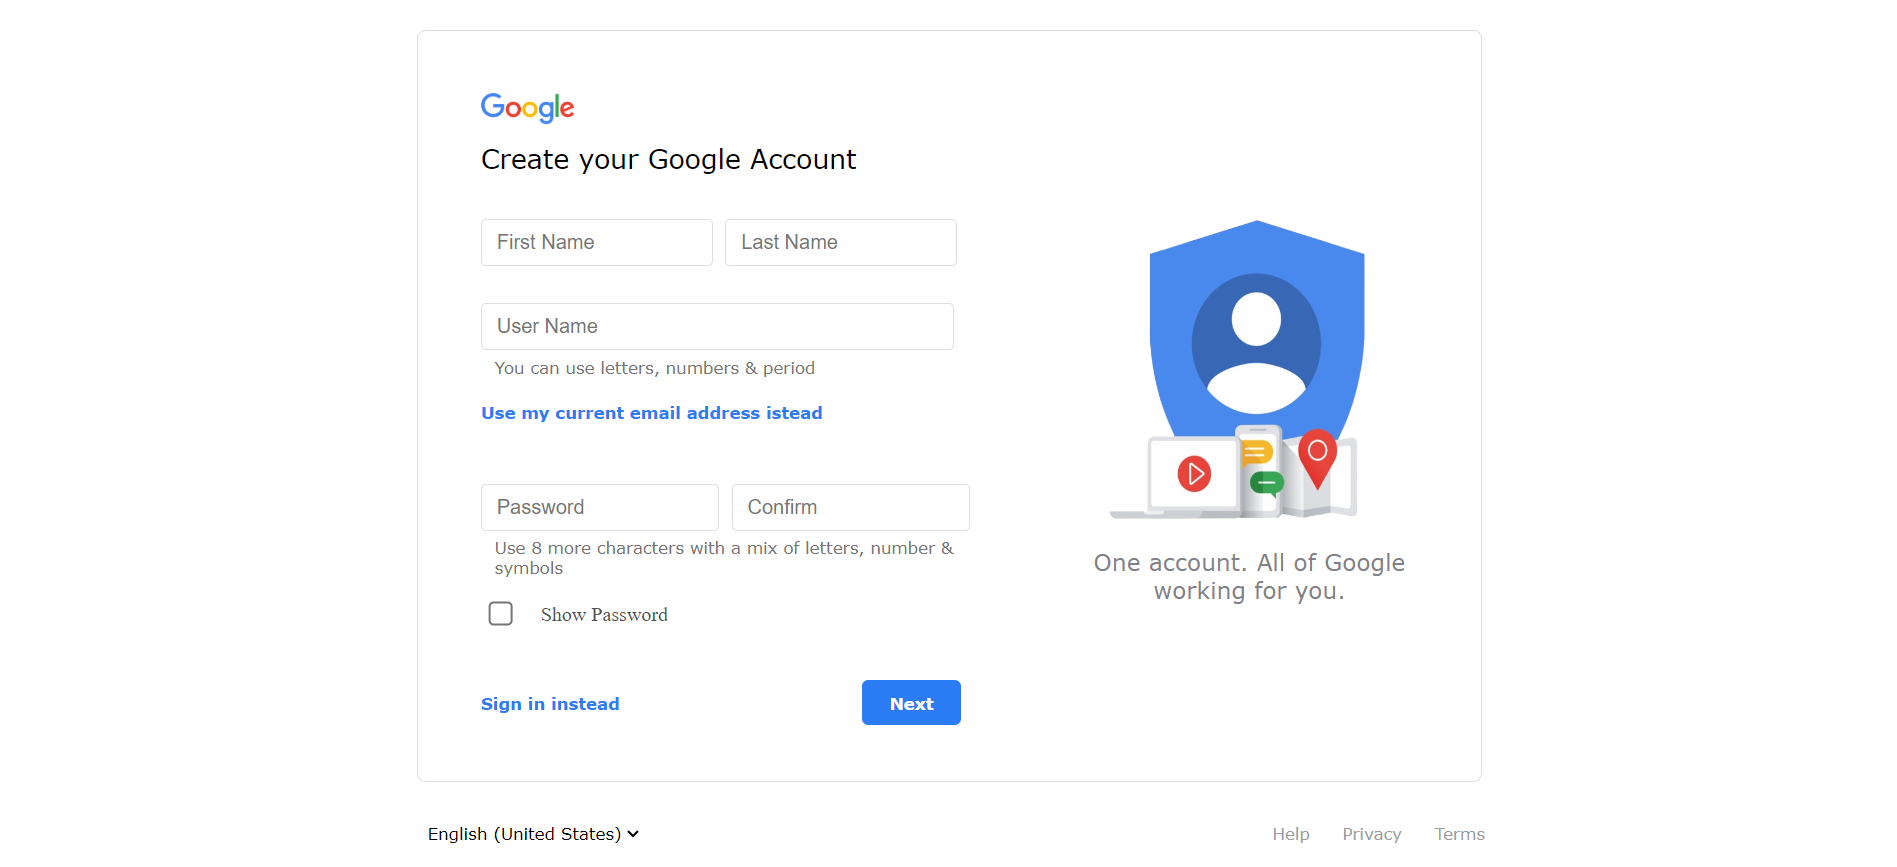 Google
Create your Google Account
First Name
Last Name
User Name
You can use letters, numbers & period
Use my current email address istead
Password
Confirm
Use 8 more characters with a mix of letters, number &
symbols
Show Password
Sign in instead
Next
One account. All of Google
working for you.
English (United States)
Help
Privacy
Terms